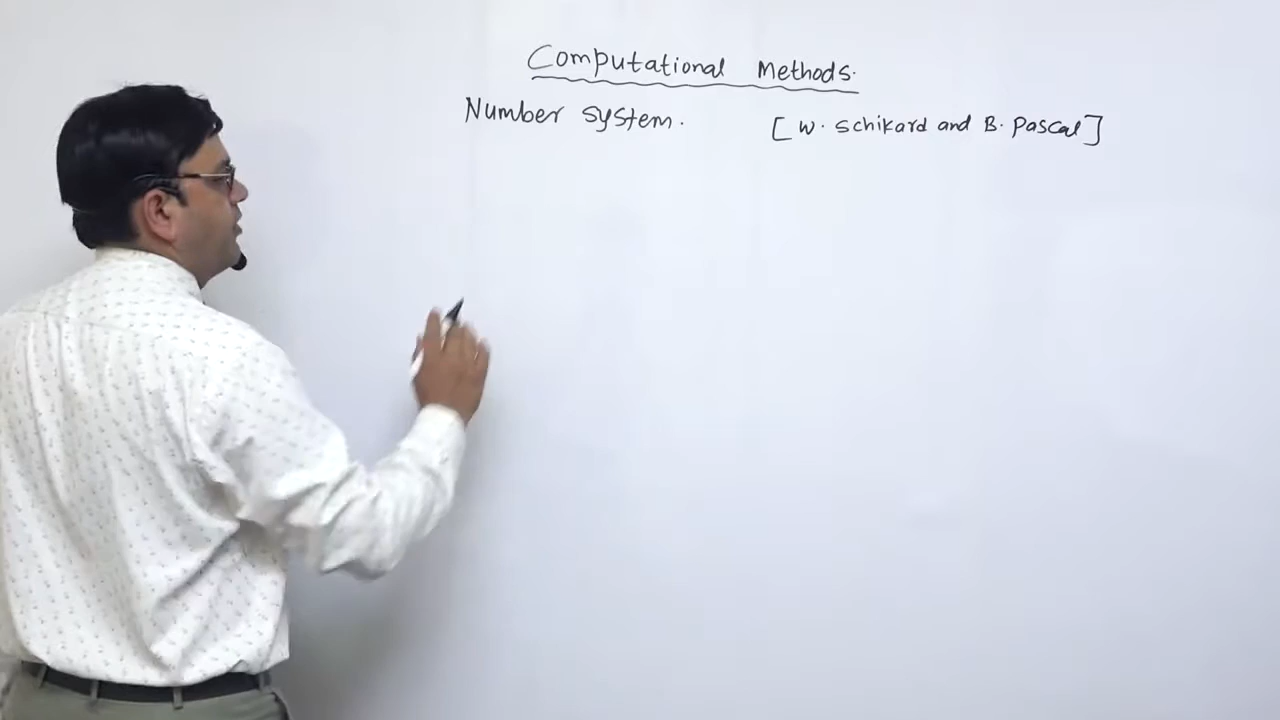 Computational Methods.
Number system. [W. Schikard and B. Pascal]